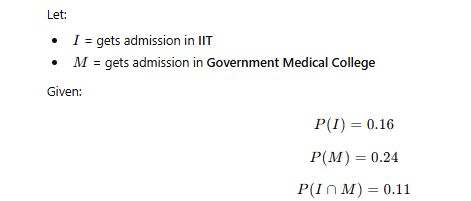 Let:
• I = gets admission in IIT
• M = gets admission in Government Medical College
Given:
P(I) = 0.16
P(M) = 0.24
P(I ∩ M) = 0.11